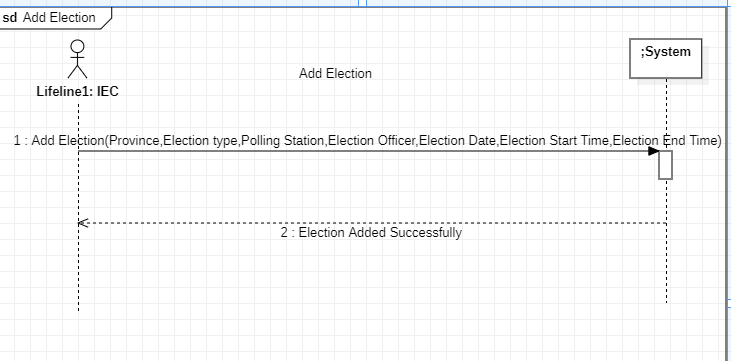 sd Add Election
Add Election
;System
Lifeline1: IEC
1 : Add Election(Province,Election type,Polling Station,Election Officer,Election Date,Election Start Time,Election End Time)
2 : Election Added Successfully